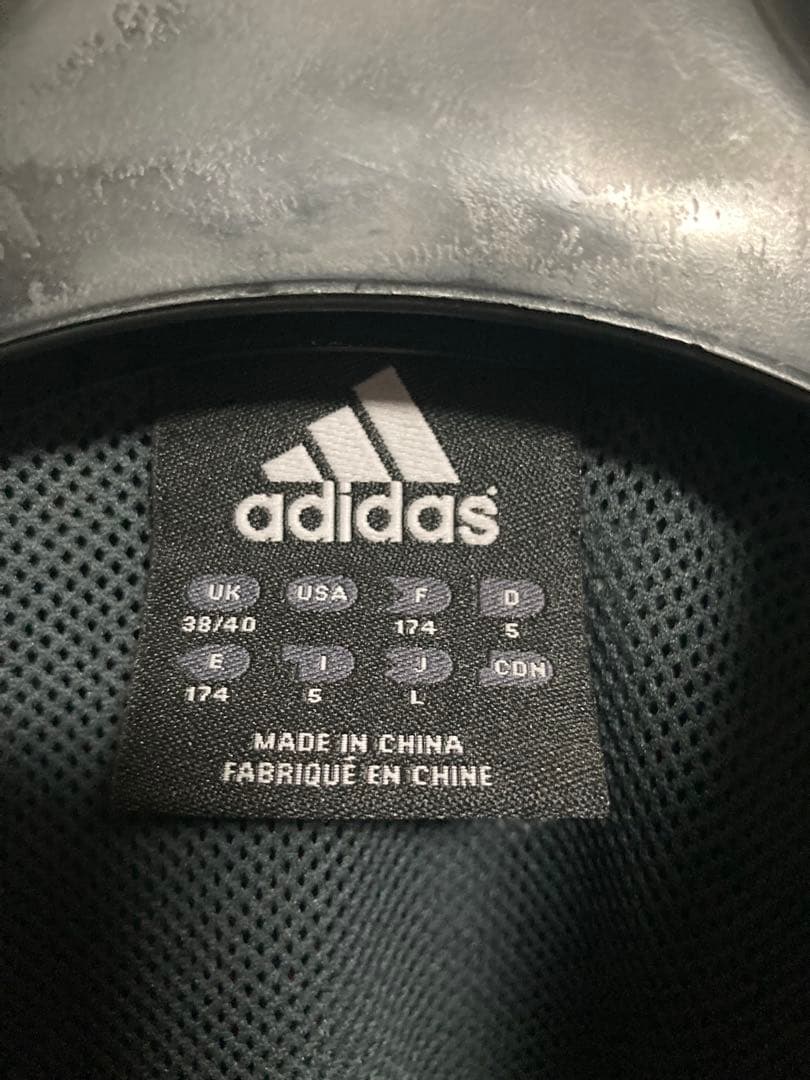 adidas
UK USA F D
38/40 174 5
E I J CDN
174 5 L
MADE IN CHINA
FABRIQUÉ EN CHINE